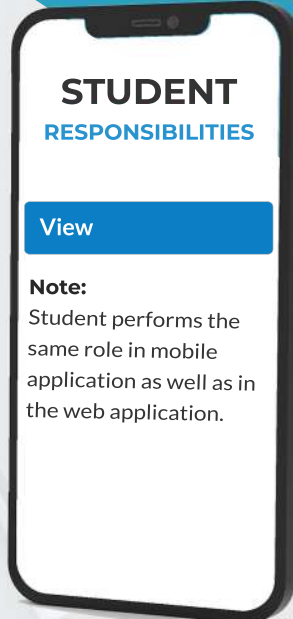 STUDENT
RESPONSIBILITIES
View
Note:
Student performs the
same role in mobile
application as well as in
the web application.